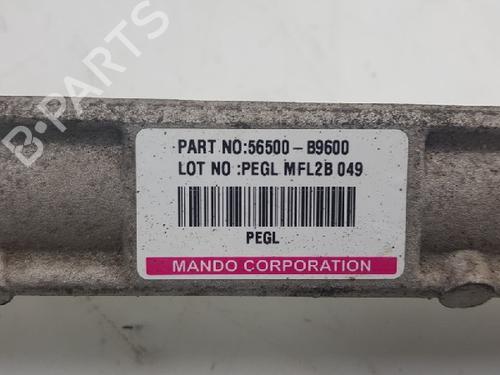 B-PARTS
PART NO:56500-B9600
LOT NO :PEGL MFL2B 049
PEGL
MANDO CORPORATION